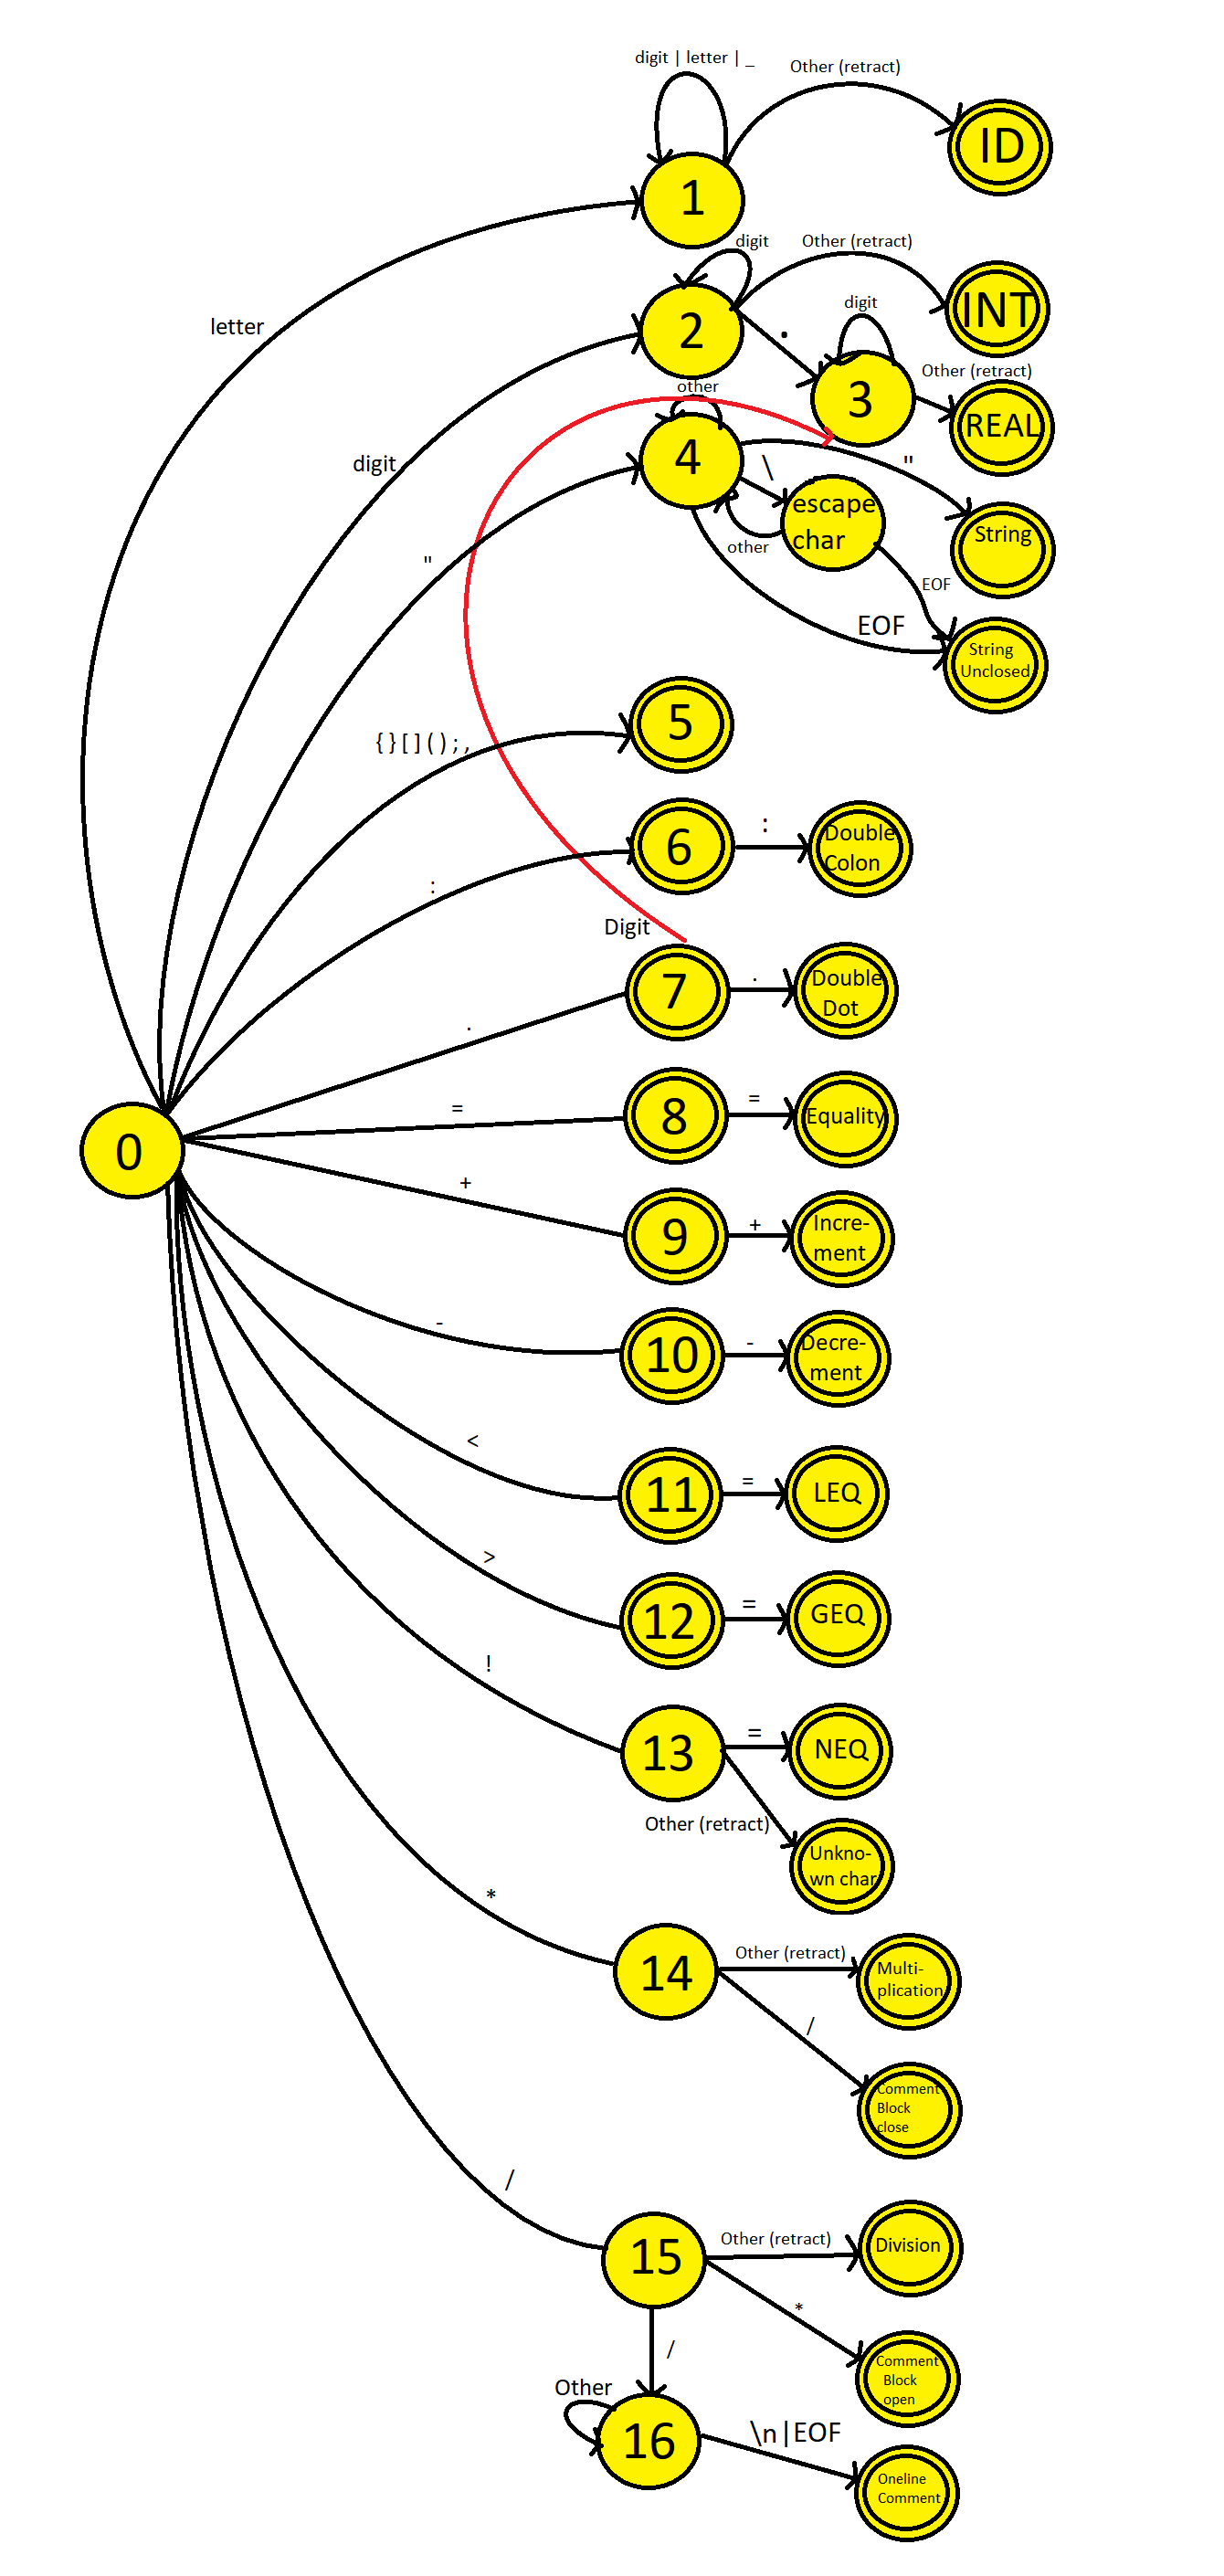 digit | letter | _
Other (retract)
ID
1
digit
Other (retract)
INT
letter
2
.
digit
3
Other (retract)
REAL
other
digit
4
\
"
escape
char
String
"
other
EOF
EOF
String
Unclosed
5
{ } [ ] ( ) ; ,
6
:
Double
Colon
:
Digit
7
.
Double
Dot
.
=
8
=
Equality
0
+
9
+
Incre-
ment
-
10
-
Decre-
ment
<
11
=
LEQ
>
12
=
GEQ
!
13
=
NEQ
Other (retract)
Unkno-
wn char
*
14
Other (retract)
Multi-
plication
/
Comment
Block
close
/
15
Other (retract)
Division
*
/
Comment
Block
open
Other
16
\n|EOF
Oneline
Comment